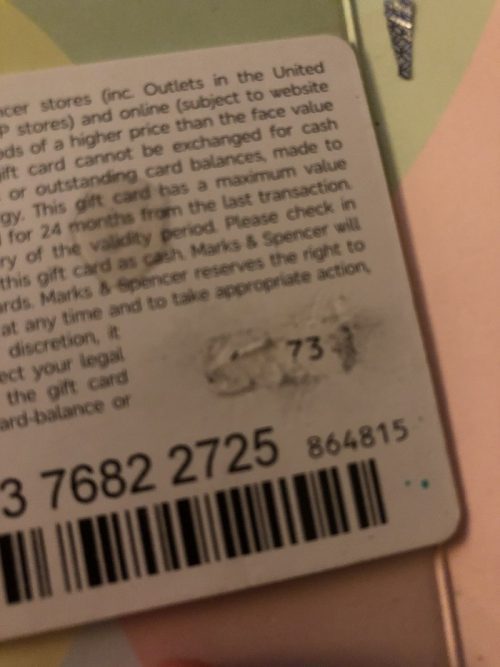 ncer stores (inc. Outlets in the United
P stores) and online (subject to website
ods of a higher price than the face value
ift card cannot be exchanged for cash
or outstanding card balances, made to
gy. This gift card has a maximum value
for 24 months from the last transaction.
ry of the validity period. Please check in
this gift card as cash. Marks & Spencer will
ards. Marks & Spencer reserves the right to
at any time and to take appropriate action,
discretion, it
ect your legal
the gift card
ard-balance or
73
3 7682 2725 864815